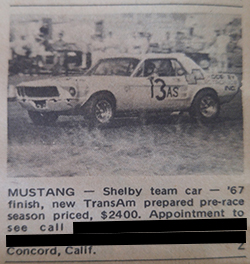 13AS
MUSTANG — Shelby team car — '67
finish, new TransAm prepared pre-race
season priced, $2400. Appointment to
see call
Concord, Calif.
2